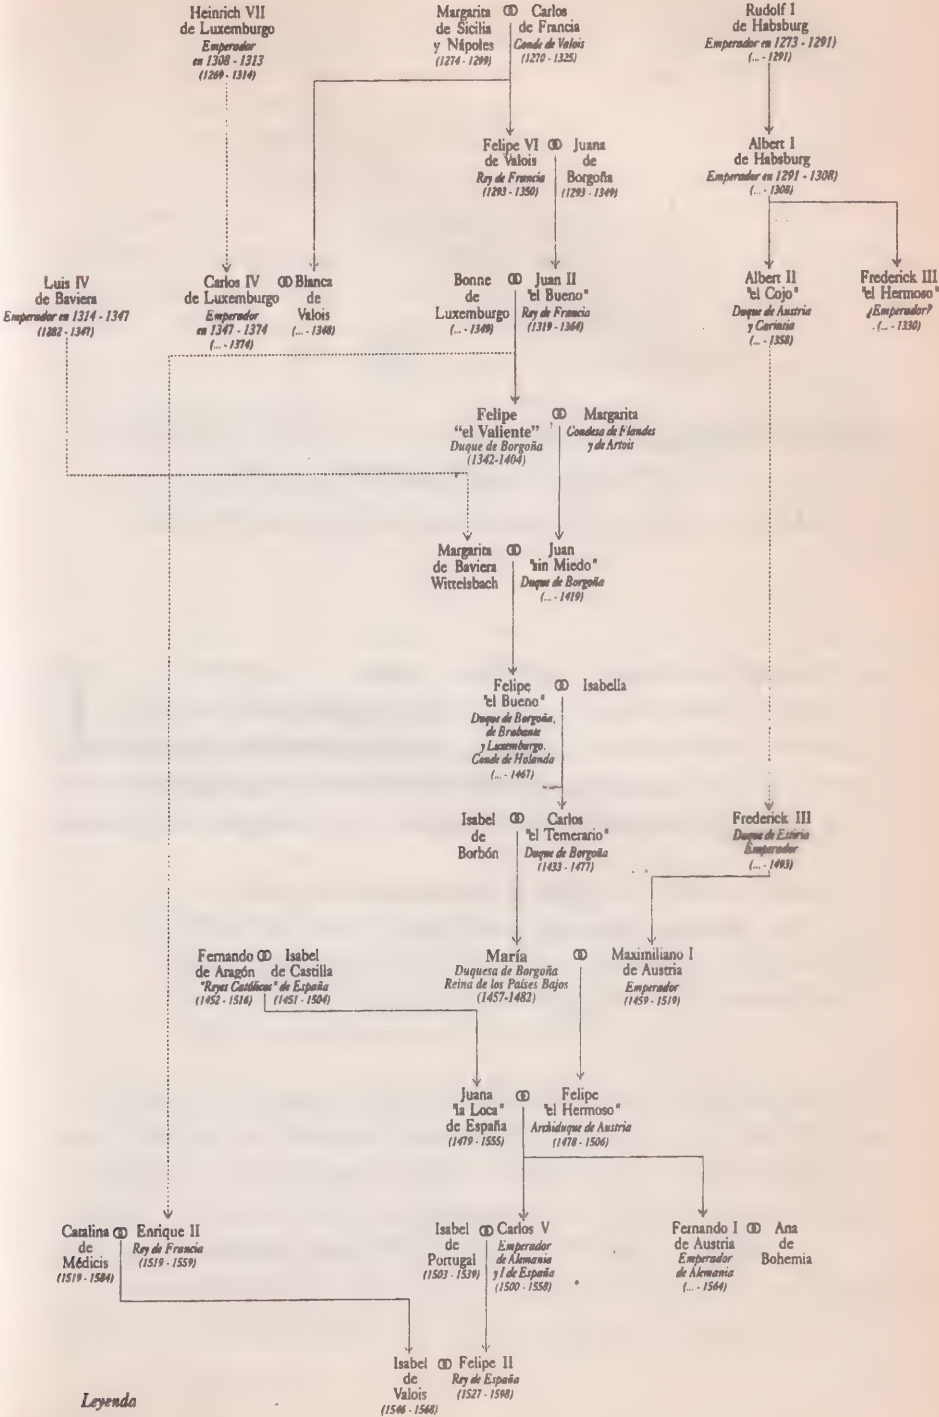 Heinrich VII
de Luxemburgo
Emperador
en 1308 - 1313
(1269 - 1314)
Margarita
de Sicilia
y Nápoles
(1274 - 1299)
Carlos
de Francia
Conde de Valois
(1270 - 1325)
Rudolf I
de Habsburg
Emperador en 1273 - 1291)
(... - 1291)
Felipe VI
de Valois
Rey de Francia
(1293 - 1350)
Juana
de
Borgoña
(1293 - 1349)
Albert I
de Habsburg
Emperador en 1291 - 1308)
(... - 1308)
Luis IV
de Baviera
Emperador en 1314 - 1347
(1282 - 1347)
Carlos IV
de Luxemburgo
Emperador
en 1347 - 1374
(... - 1374)
Blanca
de
Valois
(... - 1348)
Bonne
de
Luxemburgo
(... - 1349)
Juan II
"el Bueno"
Rey de Francia
(1319 - 1364)
Albert II
"el Cojo"
Duque de Austria
y Carintia
(... - 1358)
Frederick III
"el Hermoso"
¿Emperador?
(... - 1330)
Felipe
“el Valiente”
Duque de Borgoña
(1342-1404)
Margarita
Condesa de Flandes
y de Artois
Margarita
de Baviera
Wittelsbach
Juan
"sin Miedo"
Duque de Borgoña
(... - 1419)
Felipe
"el Bueno"
Duque de Borgoña,
de Brabante
y Luxemburgo.
Conde de Holanda
(... - 1467)
Isabella
Isabel
de
Borbón
Carlos
"el Temerario"
Duque de Borgoña
(1433 - 1477)
Frederick III
Duque de Estiria
Emperador
(... - 1493)
Fernando
de Aragón
Isabel
de Castilla
"Reyes Católicos" de España
(1452 - 1516)
(1451 - 1504)
María
Duquesa de Borgoña
Reina de los Países Bajos
(1457-1482)
Maximiliano I
de Austria
Emperador
(1459 - 1519)
Juana
"la Loca"
de España
(1479 - 1555)
Felipe
"el Hermoso"
Archiduque de Austria
(1478 - 1506)
Catalina
de
Médicis
(1519 - 1584)
Enrique II
Rey de Francia
(1519 - 1559)
Isabel
de
Portugal
(1503 - 1539)
Carlos V
Emperador
de Alemania
y I de España
(1500 - 1558)
Fernando I
de Austria
Emperador
de Alemania
(... - 1564)
Ana
de
Bohemia
Isabel
de
Valois
(1546 - 1568)
Felipe II
Rey de España
(1527 - 1598)
Leyenda